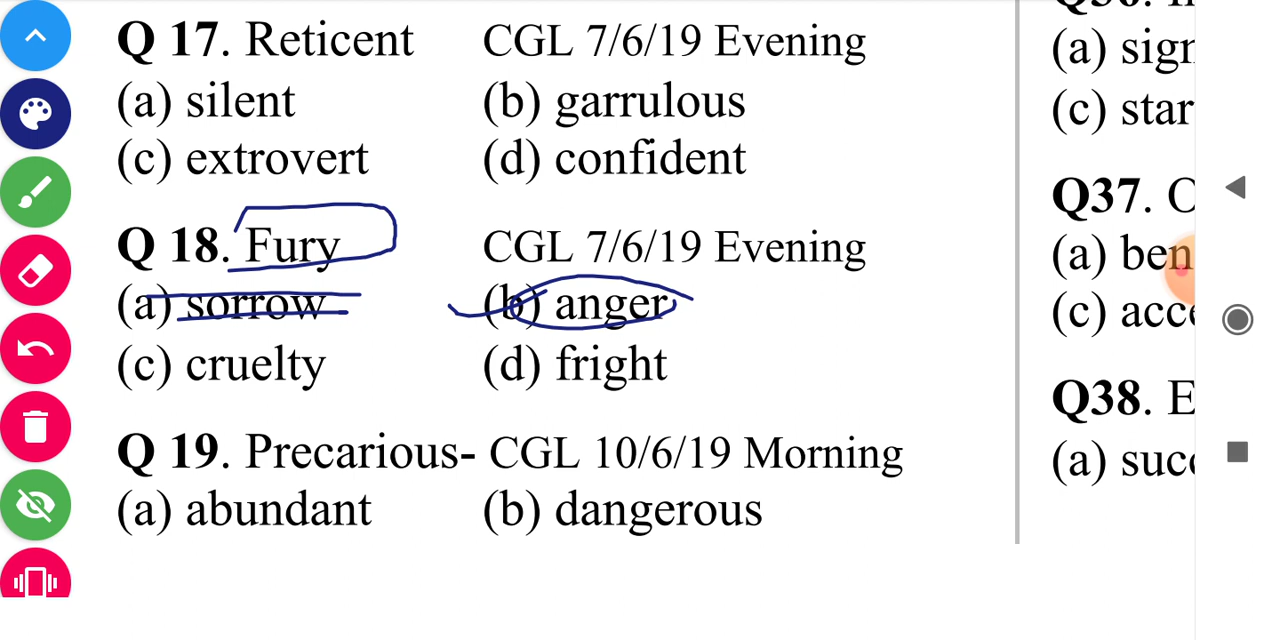 Q 17. Reticent CGL 7/6/19 Evening
(a) silent (b) garrulous
(c) extrovert (d) confident
Q 18. Fury CGL 7/6/19 Evening
(a) sorrow (b) anger
(c) cruelty (d) fright
Q 19. Precarious- CGL 10/6/19 Morning
(a) abundant (b) dangerous
(a) sign
(c) star
Q37. O
(a) ben
(c) acce
Q38. E
(a) succ